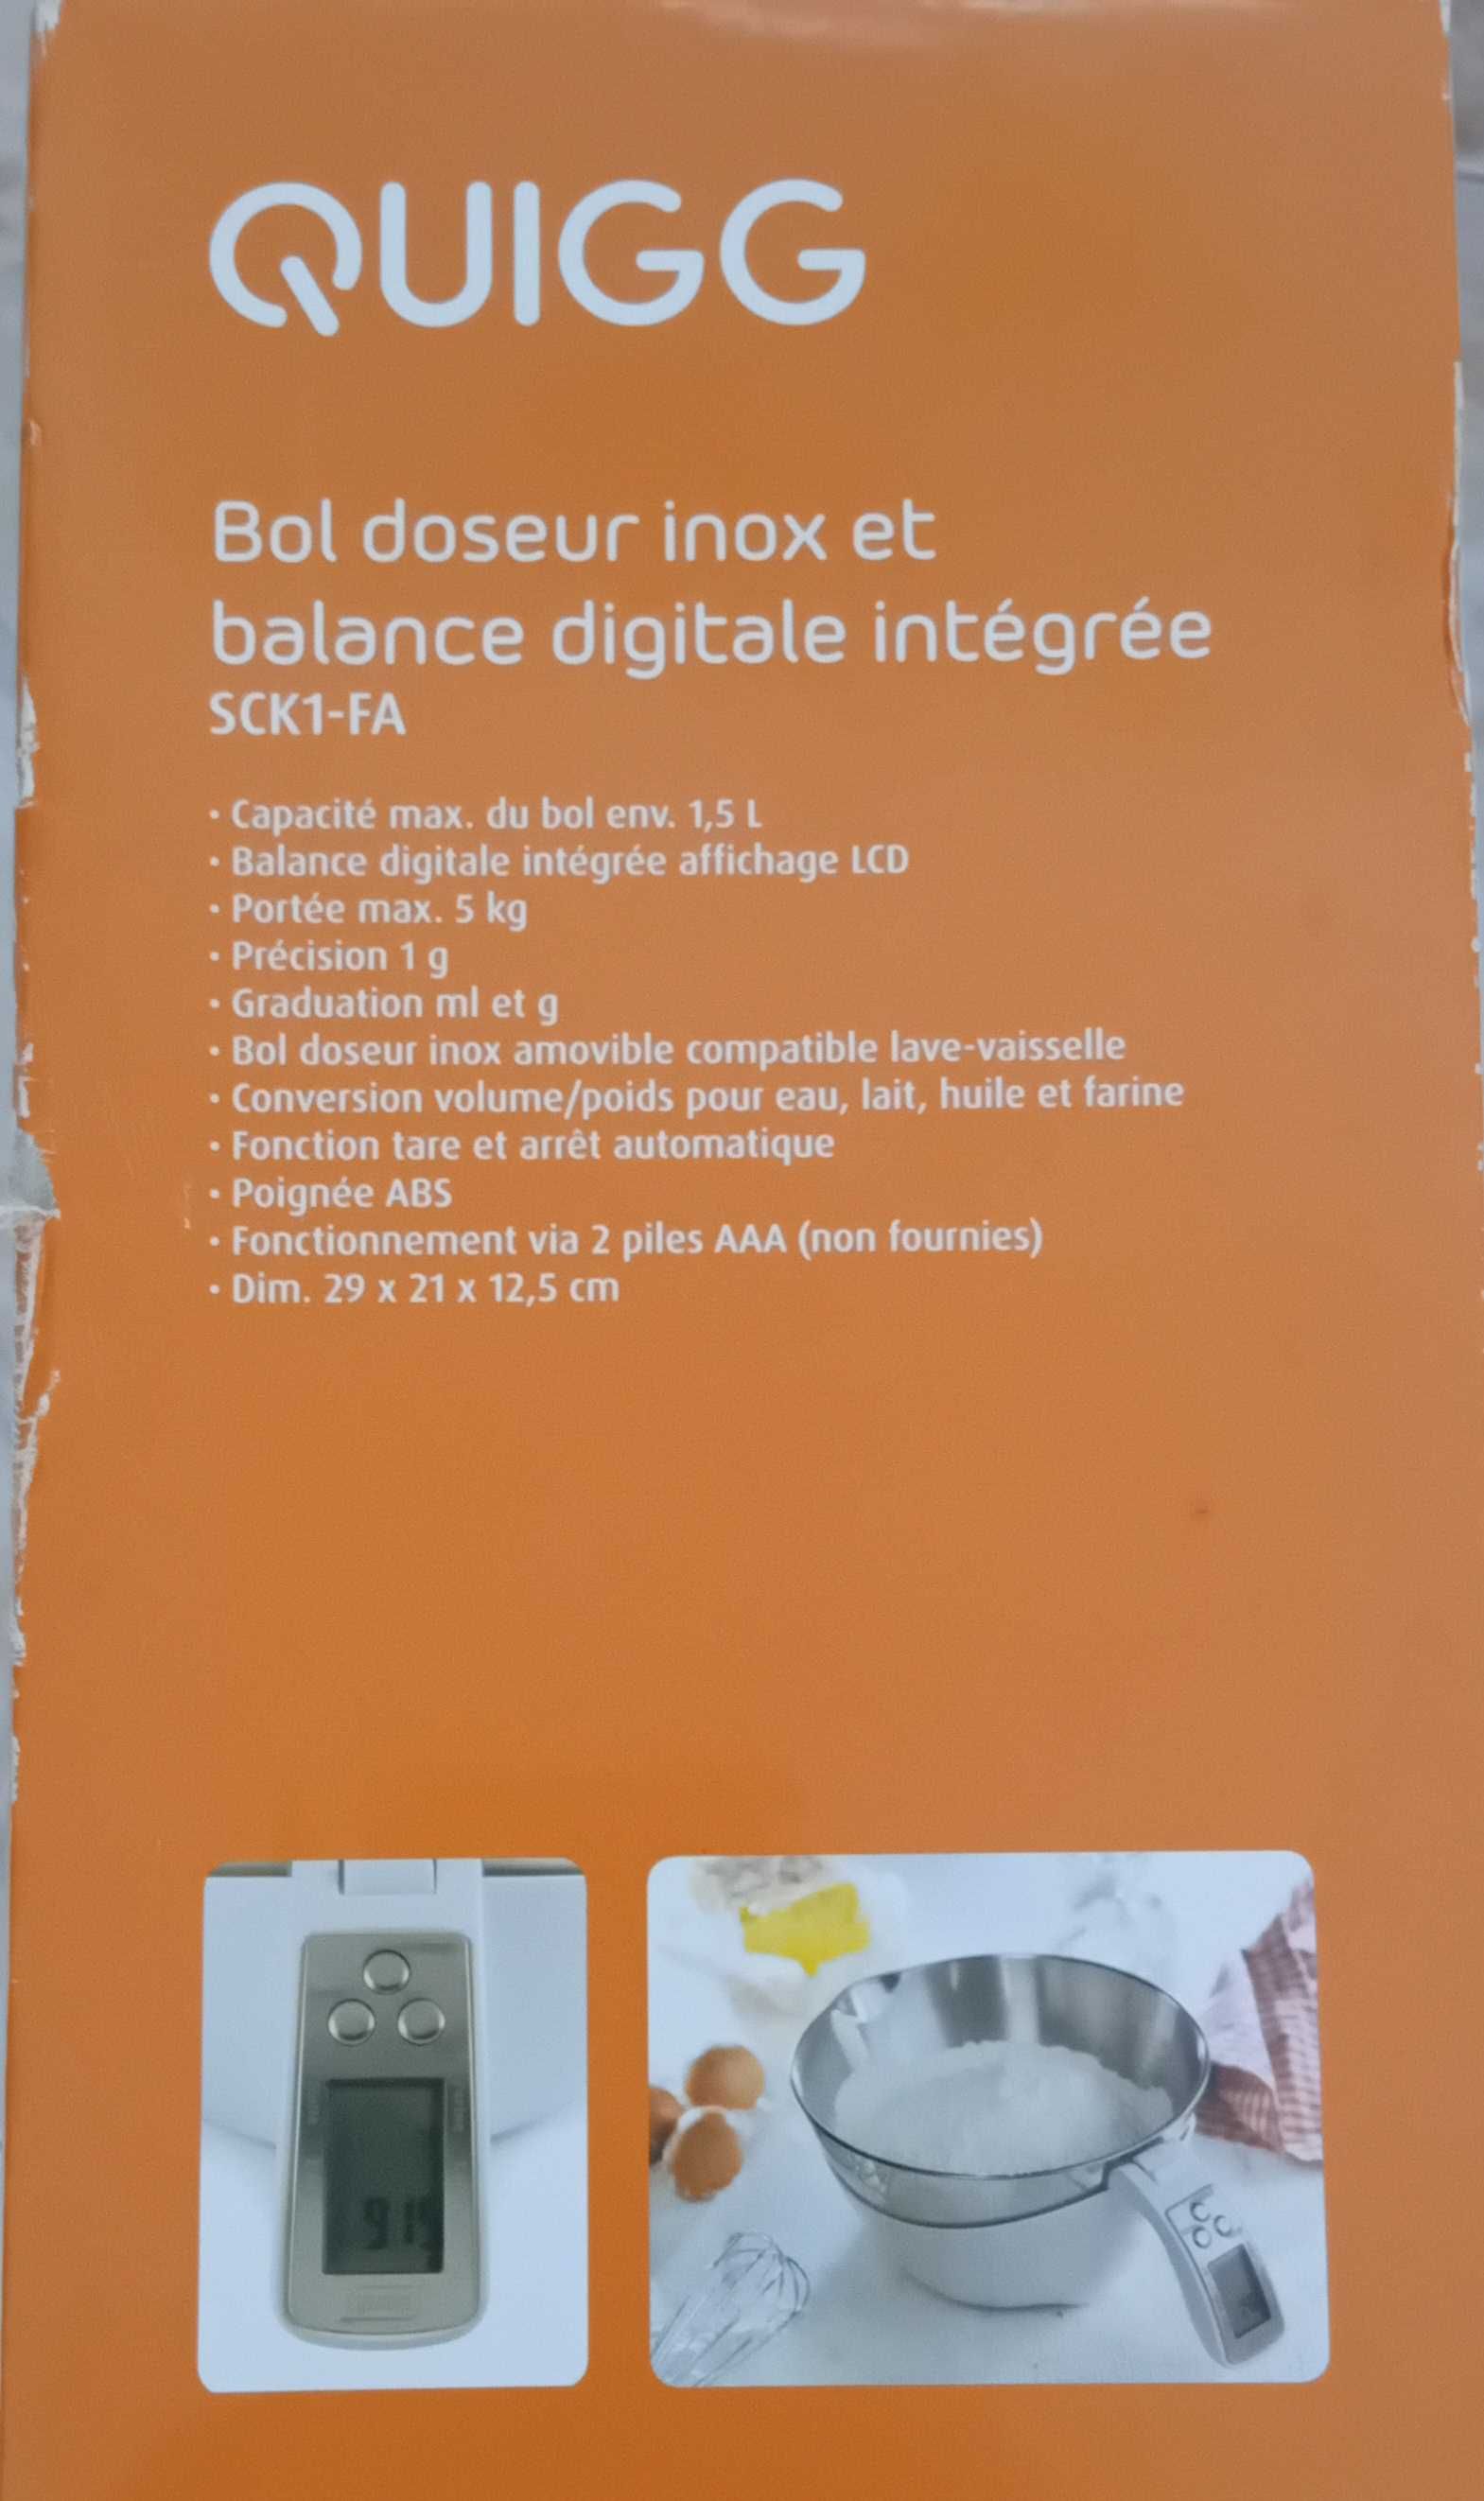 QUIGG
Bol doseur inox et
balance digitale intégrée
SCK1-FA
• Capacité max. du bol env. 1,5 L
• Balance digitale intégrée affichage LCD
• Portée max. 5 kg
• Précision 1 g
• Graduation ml et g
• Bol doseur inox amovible compatible lave-vaisselle
• Conversion volume/poids pour eau, lait, huile et farine
• Fonction tare et arrêt automatique
• Poignée ABS
• Fonctionnement via 2 piles AAA (non fournies)
• Dim. 29 x 21 x 12,5 cm